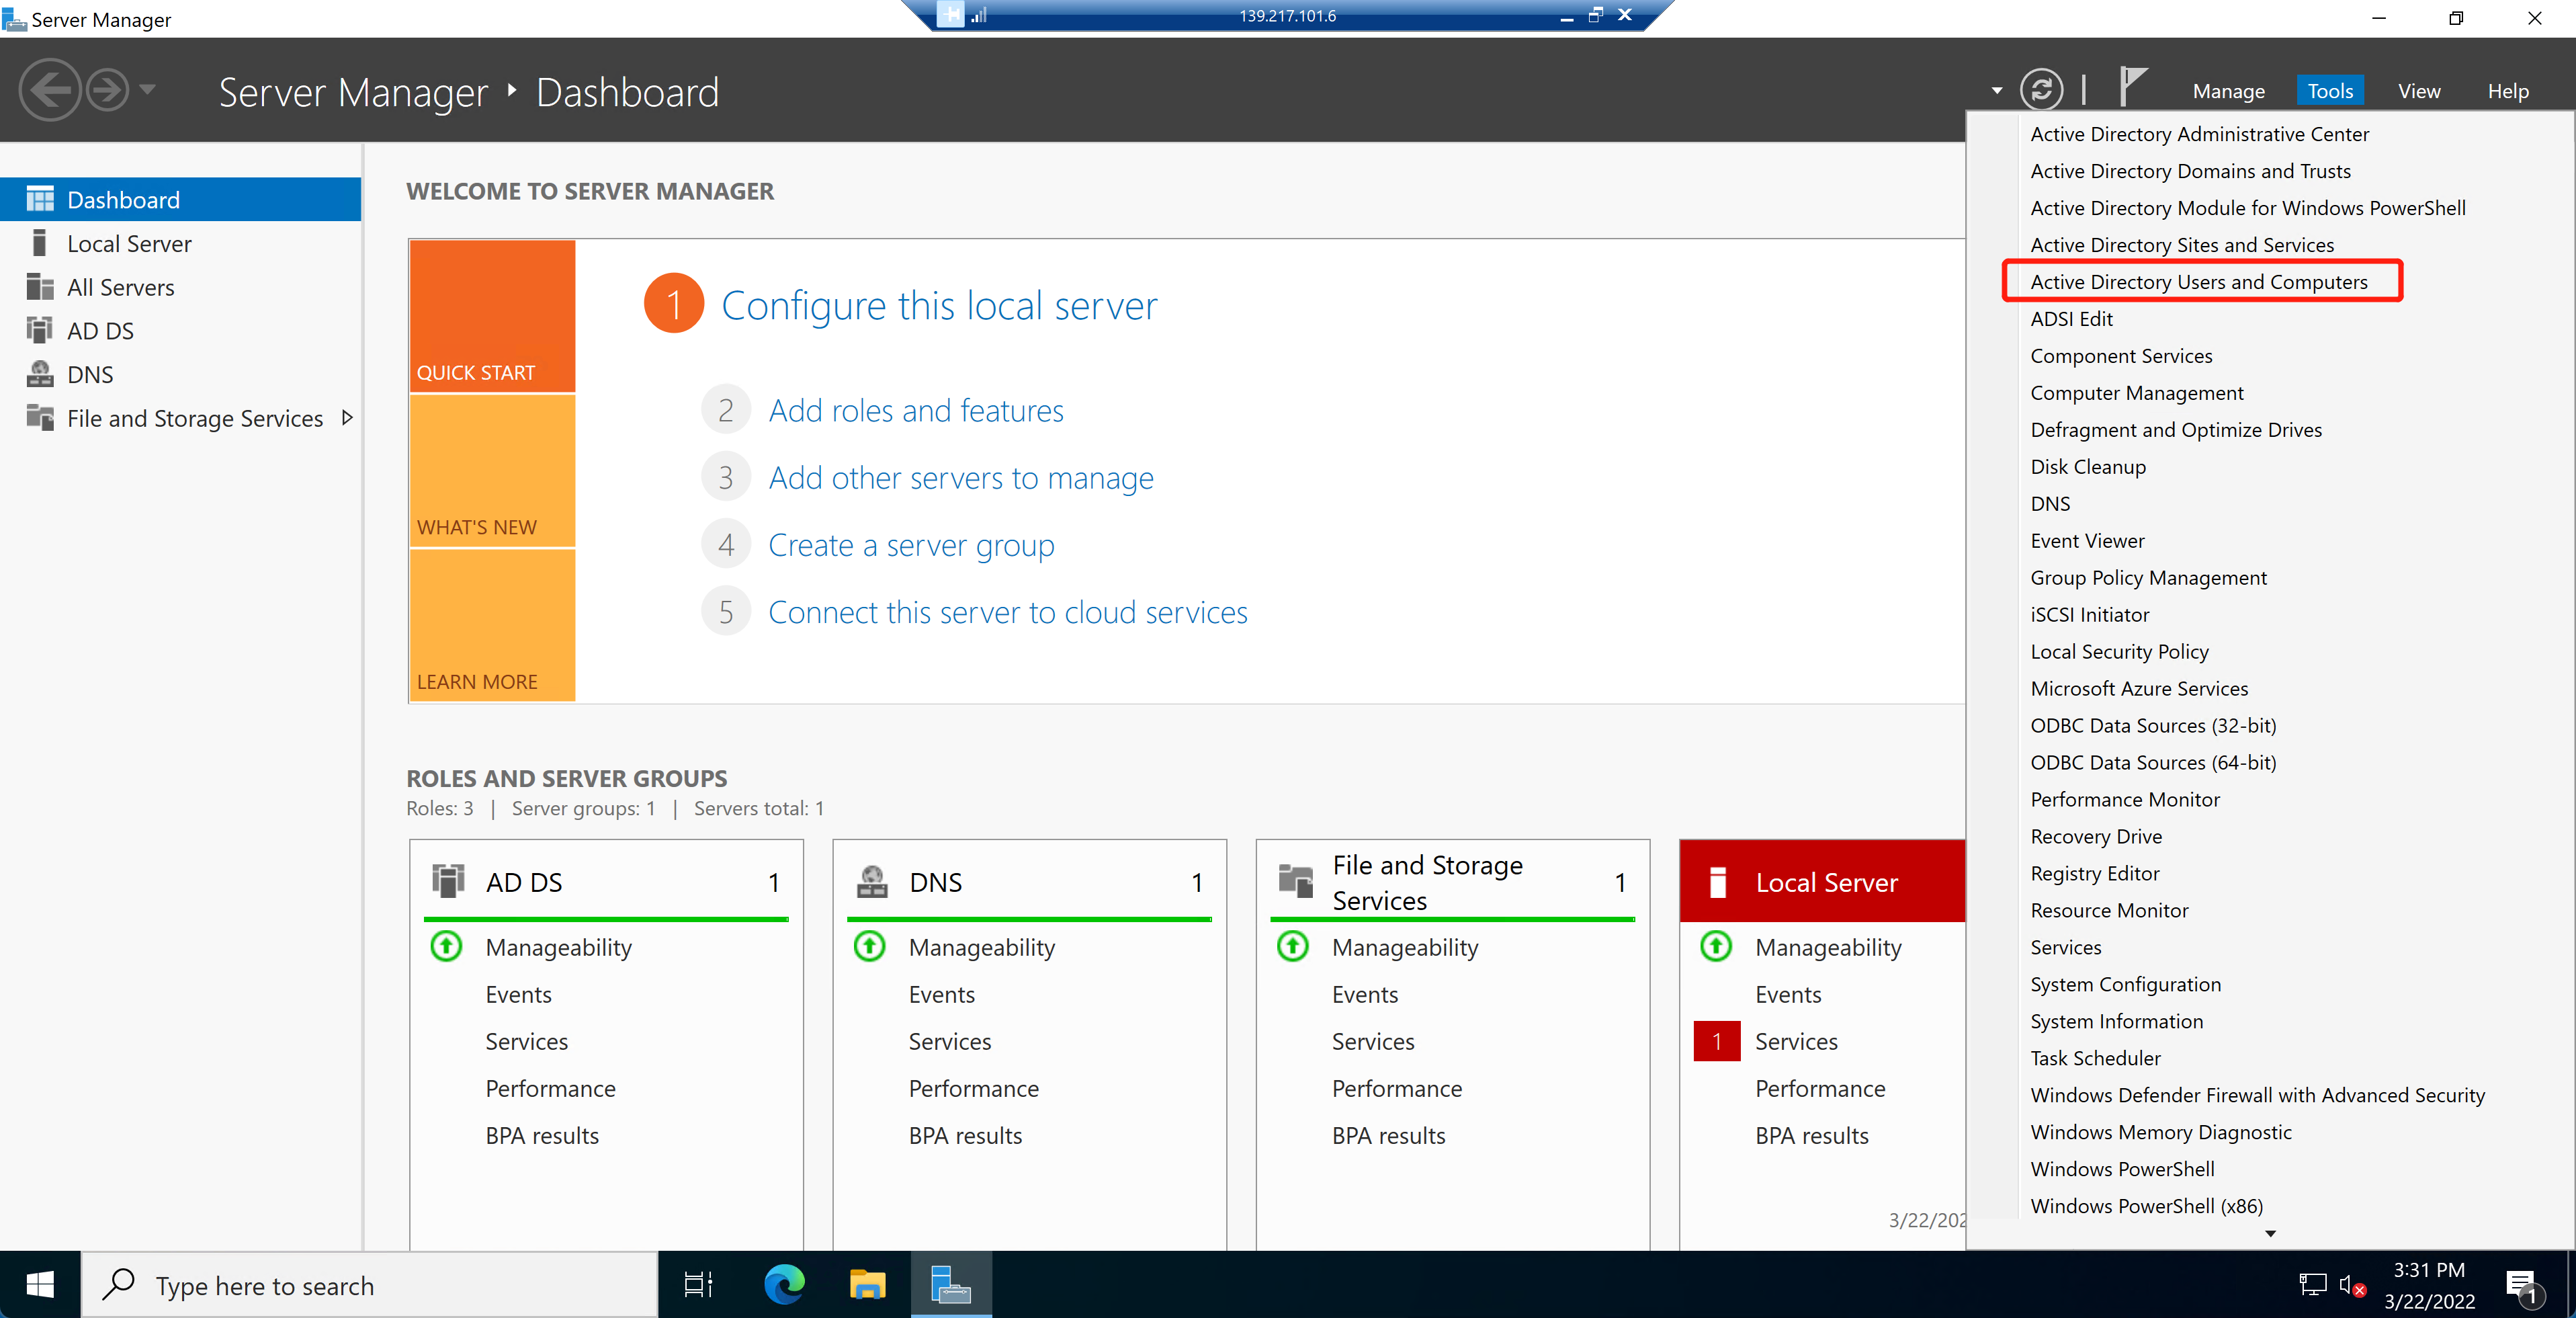 Server Manager
139.217.101.6
Server Manager ‣ Dashboard
Manage
Tools
View
Help
Dashboard
Local Server
All Servers
AD DS
DNS
File and Storage Services
WELCOME TO SERVER MANAGER
QUICK START
WHAT'S NEW
LEARN MORE
1 Configure this local server
2 Add roles and features
3 Add other servers to manage
4 Create a server group
5 Connect this server to cloud services
ROLES AND SERVER GROUPS
Roles: 3 | Server groups: 1 | Servers total: 1
AD DS 1
Manageability
Events
Services
Performance
BPA results
DNS 1
Manageability
Events
Services
Performance
BPA results
File and Storage
Services
1
Manageability
Events
Services
Performance
BPA results
Local Server
Manageability
Events
1 Services
Performance
BPA results
3/22/202
Active Directory Administrative Center
Active Directory Domains and Trusts
Active Directory Module for Windows PowerShell
Active Directory Sites and Services
Active Directory Users and Computers
ADSI Edit
Component Services
Computer Management
Defragment and Optimize Drives
Disk Cleanup
DNS
Event Viewer
Group Policy Management
iSCSI Initiator
Local Security Policy
Microsoft Azure Services
ODBC Data Sources (32-bit)
ODBC Data Sources (64-bit)
Performance Monitor
Recovery Drive
Registry Editor
Resource Monitor
Services
System Configuration
System Information
Task Scheduler
Windows Defender Firewall with Advanced Security
Windows Memory Diagnostic
Windows PowerShell
Windows PowerShell (x86)
Type here to search
3:31 PM
3/22/2022
1